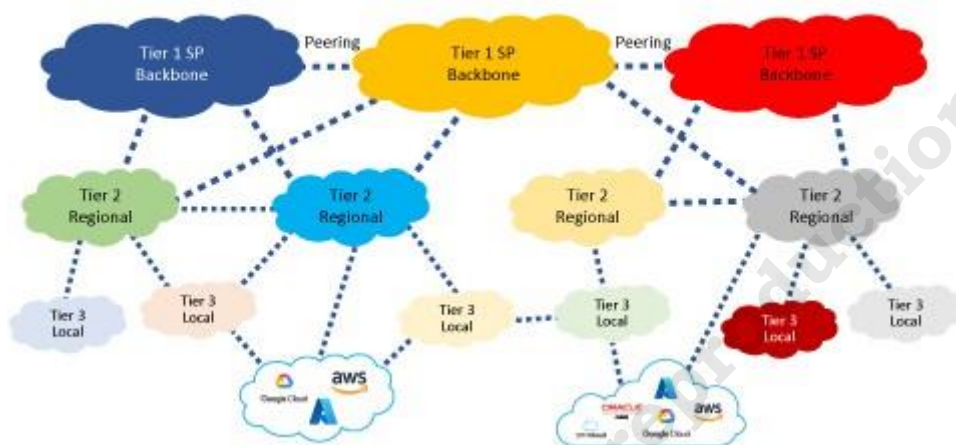 Peering
Peering
Tier 1 SP
Backbone
Tier 1 SP
Backbone
Tier 1 SP
Backbone
Tier 2
Regional
Tier 2
Regional
Tier 2
Regional
Tier 2
Regional
Tier 3
Local
Tier 3
Local
Tier 3
Local
Tier 3
Local
Tier 3
Local
Tier 3
Local
Google Cloud
aws
ORACLE
Google Cloud
aws